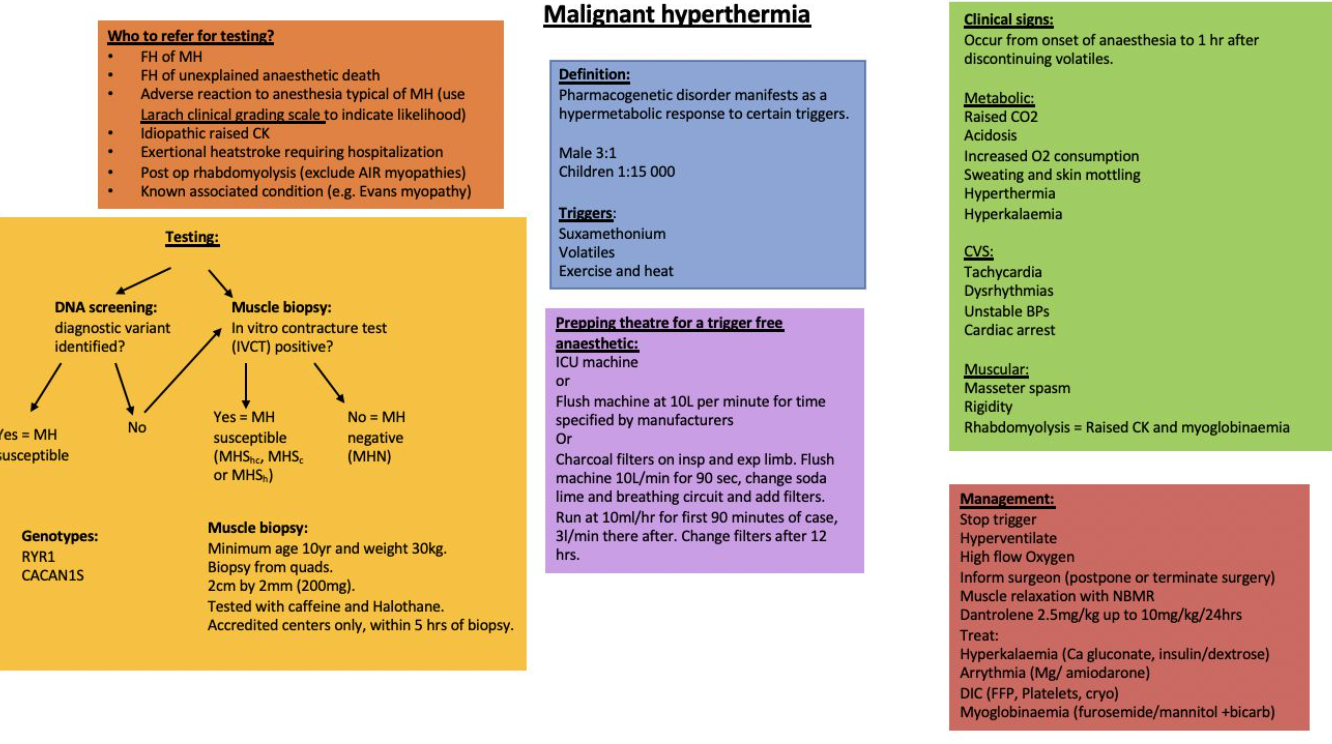 Malignant hyperthermia
Who to refer for testing?
• FH of MH
• FH of unexplained anaesthetic death
• Adverse reaction to anesthesia typical of MH (use
Larach clinical grading scale to indicate likelihood)
• Idiopathic raised CK
• Exertional heatstroke requiring hospitalization
• Post op rhabdomyolysis (exclude AIR myopathies)
• Known associated condition (e.g. Evans myopathy)
Testing:
DNA screening:
diagnostic variant
identified?
Muscle biopsy:
In vitro contracture test
(IVCT) positive?
Yes = MH
susceptible
No
Yes = MH
susceptible
(MHShc, MHSc
or MHSh)
No = MH
negative
(MHN)
Genotypes:
RYR1
CACAN1S
Muscle biopsy:
Minimum age 10yr and weight 30kg.
Biopsy from quads.
2cm by 2mm (200mg).
Tested with caffeine and Halothane.
Accredited centers only, within 5 hrs of biopsy.
Definition:
Pharmacogenetic disorder manifests as a
hypermetabolic response to certain triggers.
Male 3:1
Children 1:15 000
Triggers:
Suxamethonium
Volatiles
Exercise and heat
Prepping theatre for a trigger free
anaesthetic:
ICU machine
or
Flush machine at 10L per minute for time
specified by manufacturers
Or
Charcoal filters on insp and exp limb. Flush
machine 10L/min for 90 sec, change soda
lime and breathing circuit and add filters.
Run at 10ml/hr for first 90 minutes of case,
3l/min there after. Change filters after 12
hrs.
Clinical signs:
Occur from onset of anaesthesia to 1 hr after
discontinuing volatiles.
Metabolic:
Raised CO2
Acidosis
Increased O2 consumption
Sweating and skin mottling
Hyperthermia
Hyperkalaemia
CVS:
Tachycardia
Dysrhythmias
Unstable BPs
Cardiac arrest
Muscular:
Masseter spasm
Rigidity
Rhabdomyolysis = Raised CK and myoglobinaemia
Management:
Stop trigger
Hyperventilate
High flow Oxygen
Inform surgeon (postpone or terminate surgery)
Muscle relaxation with NBMR
Dantrolene 2.5mg/kg up to 10mg/kg/24hrs
Treat:
Hyperkalaemia (Ca gluconate, insulin/dextrose)
Arrythmia (Mg/ amiodarone)
DIC (FFP, Platelets, cryo)
Myoglobinaemia (furosemide/mannitol +bicarb)